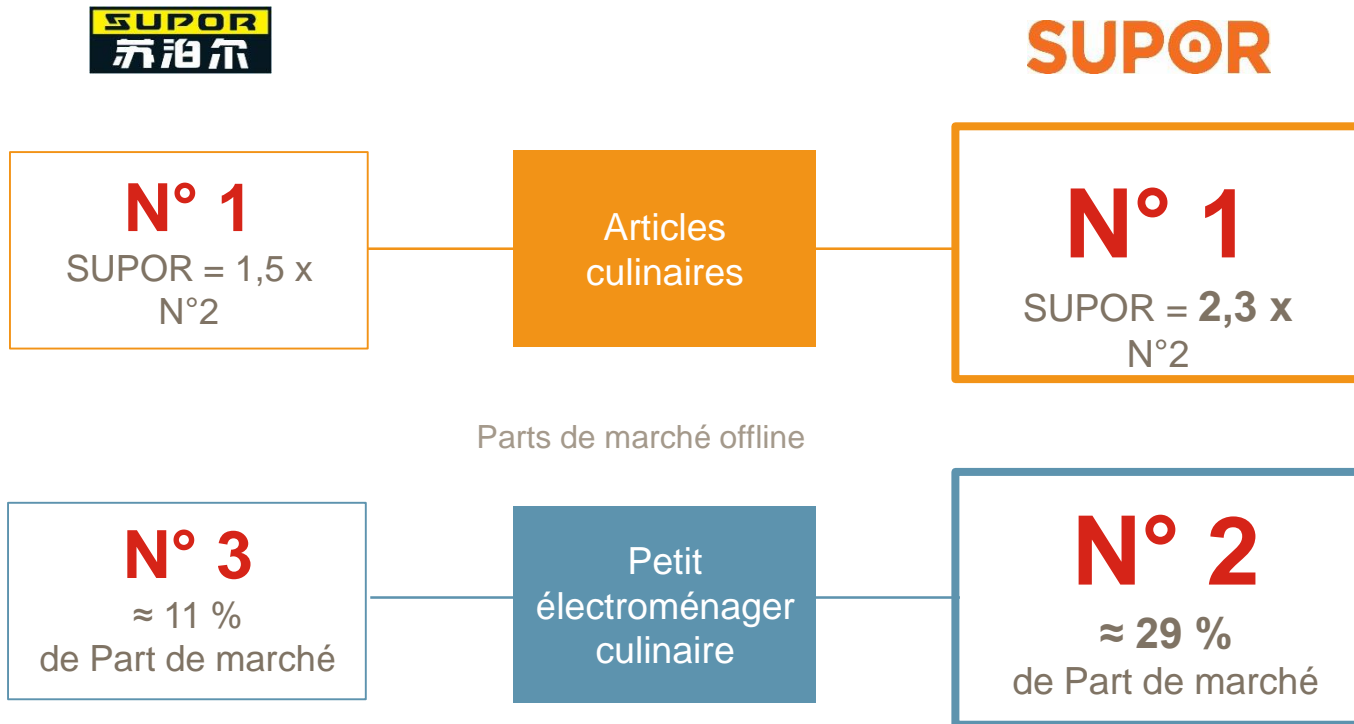 SUPOR
苏泊尔
SUPOR
N° 1
SUPOR = 1,5 x
N°2
Articles
culinaires
N° 1
SUPOR = 2,3 x
N°2
Parts de marché offline
N° 3
≈ 11 %
de Part de marché
Petit
électroménager
culinaire
N° 2
≈ 29 %
de Part de marché